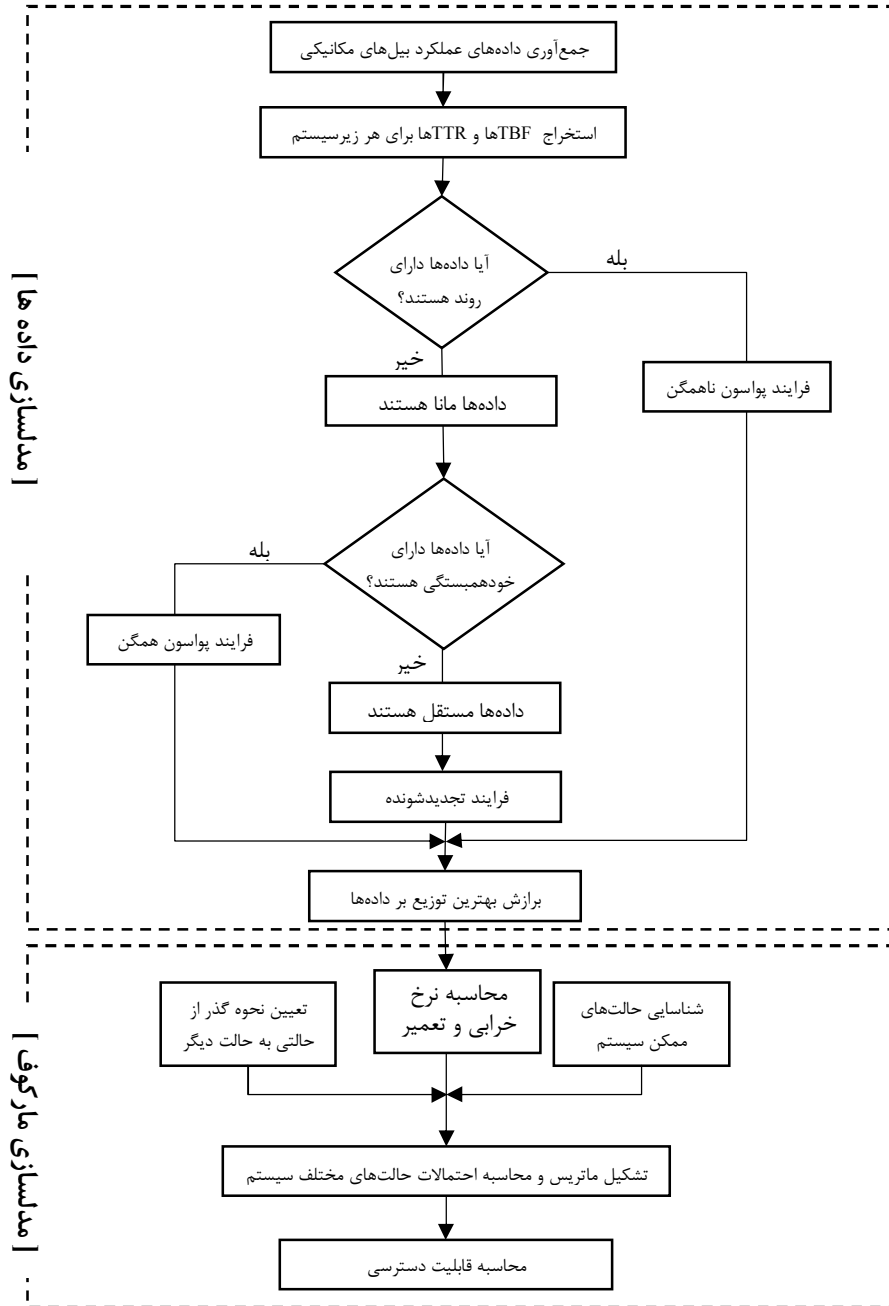 جمع‌آوری داده‌های عملکرد بیل‌های مکانیکی
استخراج TBFها و TTRها برای هر زیرسیستم
آیا داده‌ها دارای
روند هستند؟
بله
خیر
فرایند پواسون ناهمگن
داده‌ها مانا هستند
[ مدلسازی داده ها ]
آیا داده‌ها دارای
خودهمبستگی هستند؟
بله
خیر
فرایند پواسون همگن
داده‌ها مستقل هستند
فرایند تجدیدشونده
برازش بهترین توزیع بر داده‌ها
شناسایی حالت‌های
ممکن سیستم
محاسبه نرخ
خرابی و تعمیر
تعیین نحوه گذر از
حالتی به حالت دیگر
[ مدلسازی مارکوف ]
تشکیل ماتریس و محاسبه احتمالات حالت‌های مختلف سیستم
محاسبه قابلیت دسترسی